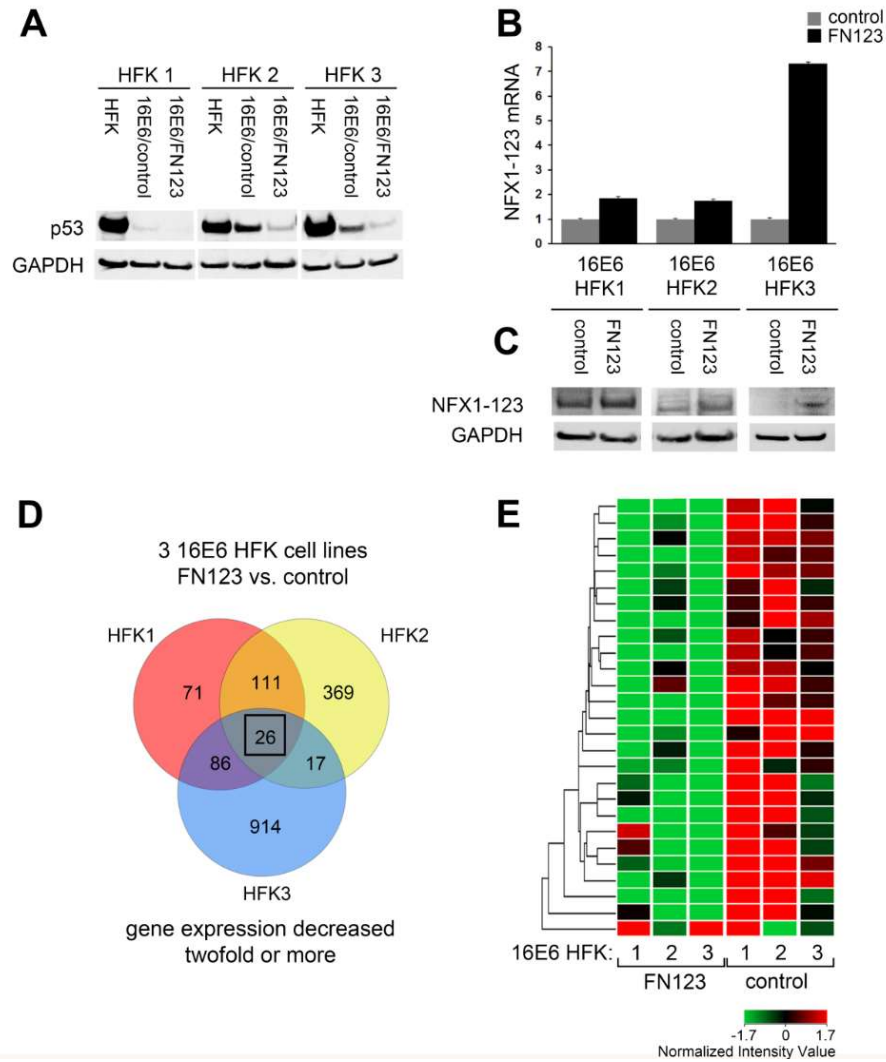 A
HFK 1 HFK 2 HFK 3
HFK 16E6/control 16E6/FN123 HFK 16E6/control 16E6/FN123 HFK 16E6/control 16E6/FN123
p53
GAPDH
B
control
FN123
NFX1-123 mRNA
8
7
6
5
4
3
2
1
0
16E6 16E6 16E6
HFK1 HFK2 HFK3
C
control FN123 control FN123 control FN123
NFX1-123
GAPDH
D
3 16E6 HFK cell lines
FN123 vs. control
HFK1 HFK2
71 111 369
26
86 17
914
HFK3
gene expression decreased
twofold or more
E
16E6 HFK: 1 2 3 1 2 3
FN123 control
-1.7 0 1.7
Normalized Intensity Value